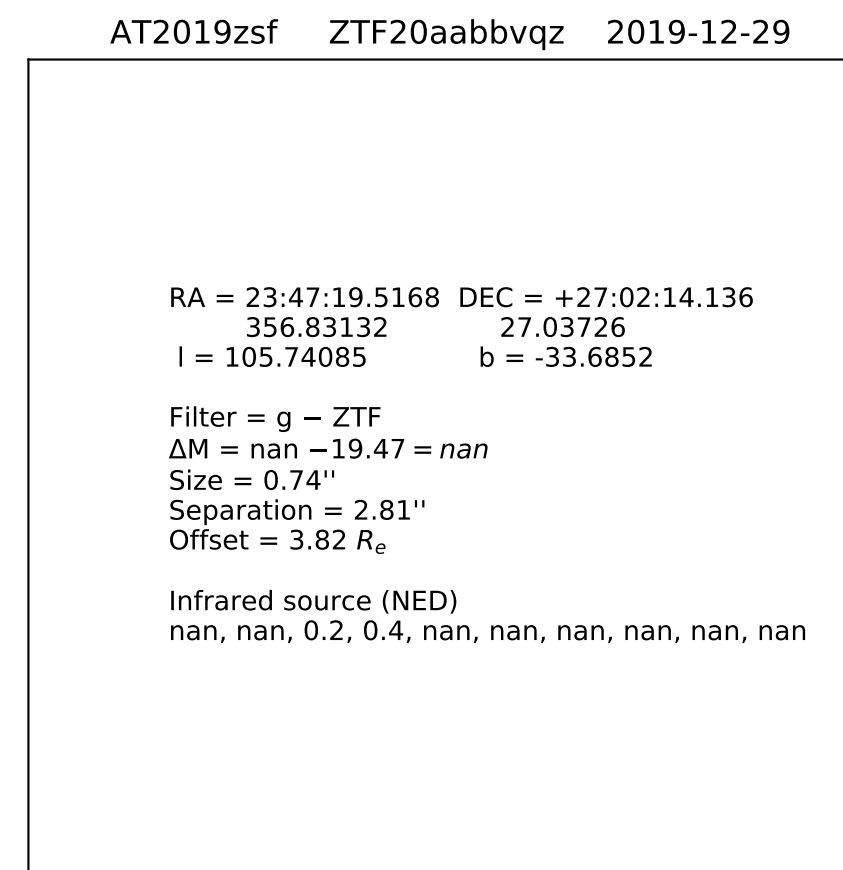 AT2019zsf ZTF20aabbvqz 2019-12-29
RA = 23:47:19.5168 DEC = +27:02:14.136
356.83132 27.03726
l = 105.74085 b = -33.6852
Filter = g − ZTF
ΔM = nan −19.47 = nan
Size = 0.74''
Separation = 2.81''
Offset = 3.82 Re
Infrared source (NED)
nan, nan, 0.2, 0.4, nan, nan, nan, nan, nan, nan